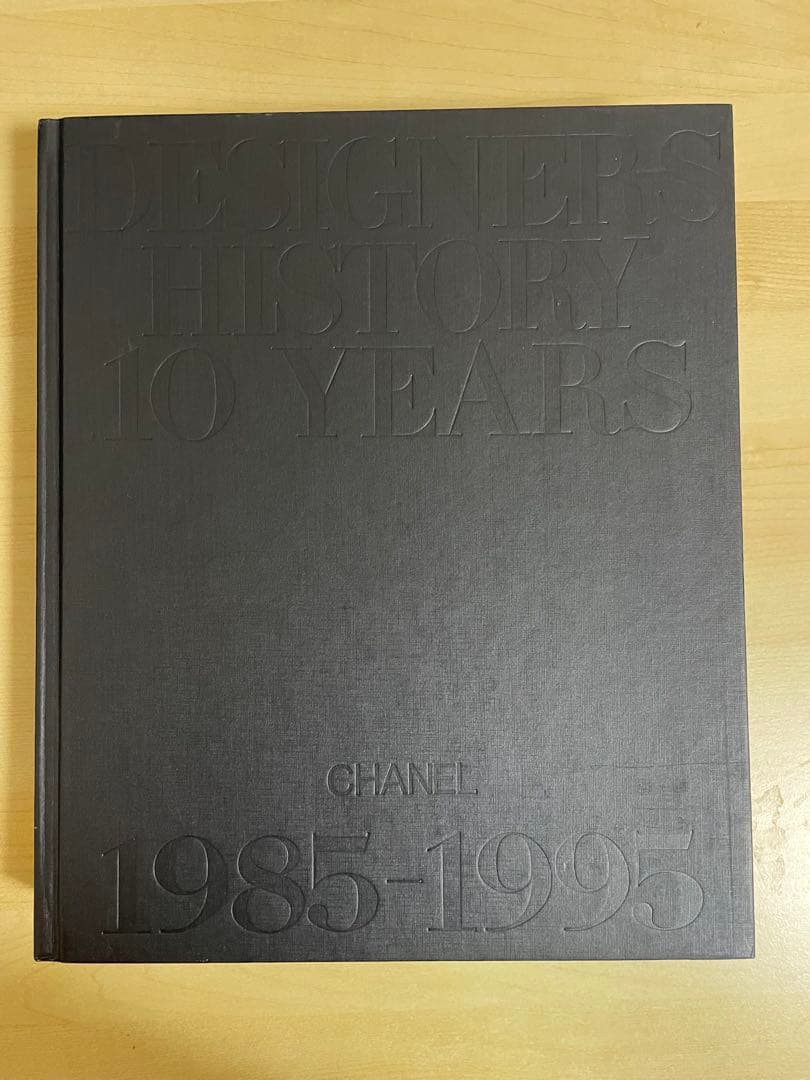 DESIGNERS
HISTORY
10 YEARS
CHANEL
1985-1995